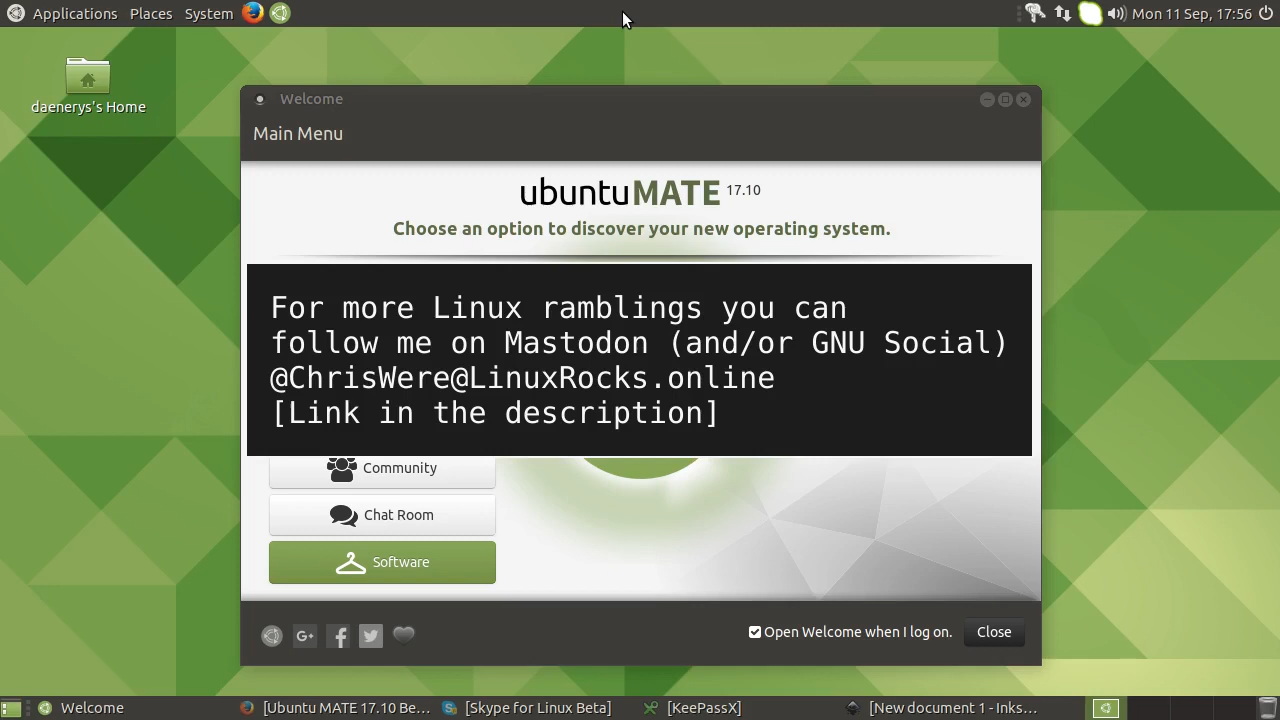 Applications Places System Mon 11 Sep, 17:56
daenerys's Home
Welcome
Main Menu
ubuntuMATE 17.10
Choose an option to discover your new operating system.
For more Linux ramblings you can
follow me on Mastodon (and/or GNU Social)
@ChrisWere@LinuxRocks.online
[Link in the description]
Community
Chat Room
Software
G+ f
Open Welcome when I log on. Close
Welcome [Ubuntu MATE 17.10 Be... [Skype for Linux Beta] [KeePassX] [New document 1 - Inks...